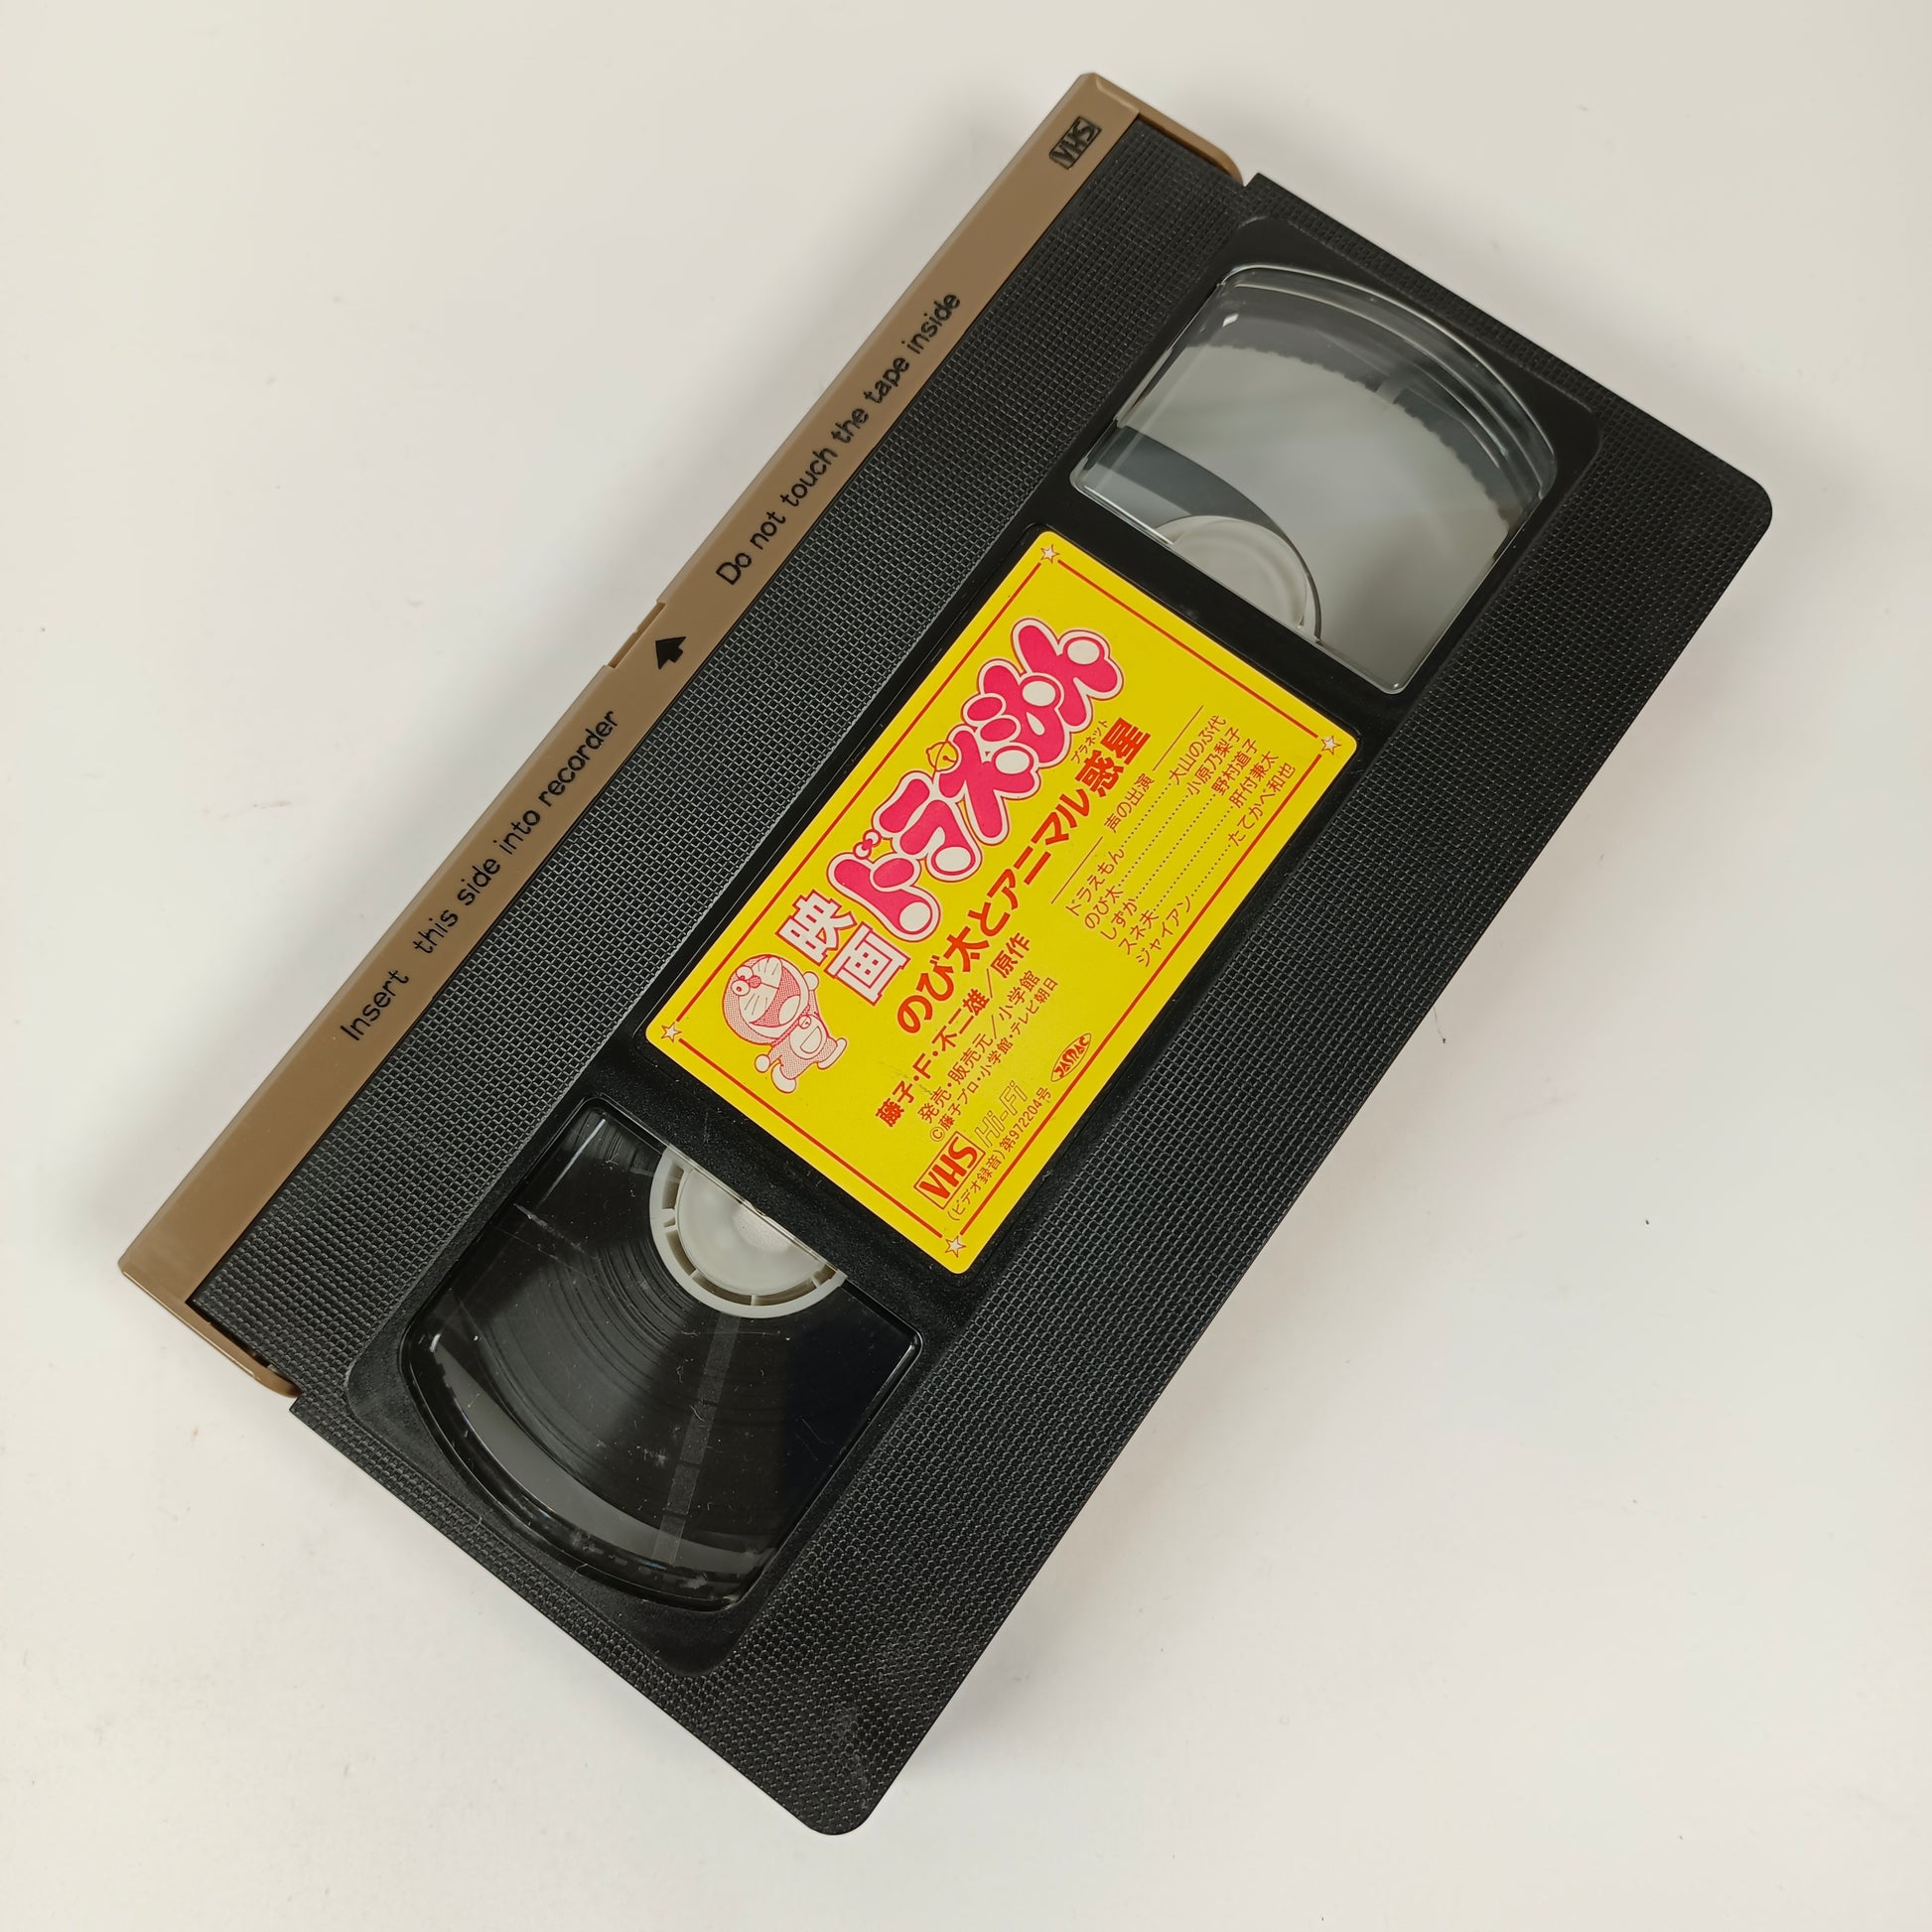 VHS
Do not touch the tape inside
Insert this side into recorder
映画
ドラえもん
プラネット
のび太とアニマル惑星
藤子・F・不二雄/原作
発売・販売元/小学館
©藤子プロ・小学館・テレビ朝日
VHS Hi-Fi
JASRAC
(ビデオ録音)第972204号
声の出演
ドラえもん…………大山のぶ代
のび太…………小原乃梨子
しずか…………野村道子
スネ夫…………肝付兼太
ジャイアン…………たてかべ和也